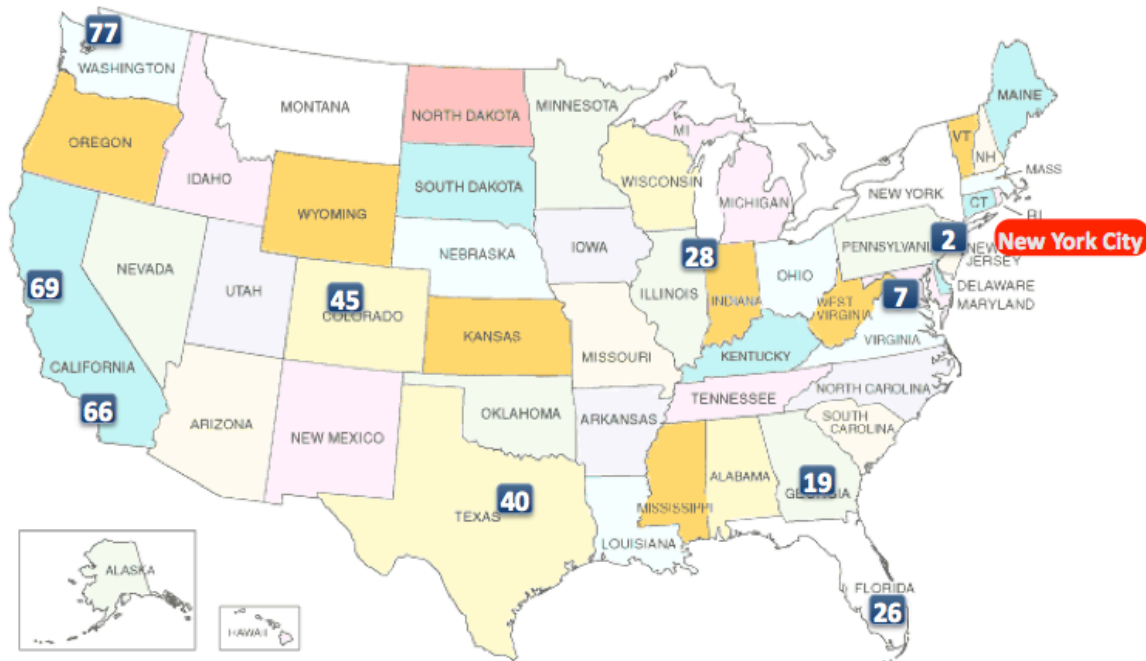 77
WASHINGTON
MONTANA
NORTH DAKOTA
MINNESOTA
MAINE
OREGON
IDAHO
MI
VT
NH
MASS
SOUTH DAKOTA
WISCONSIN
MICHIGAN
NEW YORK
CT
RI
WYOMING
2
New York City
PENNSYLVANI
NEW
JERSEY
NEBRASKA
IOWA
28
OHIO
NEVADA
UTAH
69
45
COLORADO
ILLINOIS
INDIANA
WEST
VIRGINIA
7
DELAWARE
MARYLAND
KANSAS
MISSOURI
KENTUCKY
VIRGINIA
CALIFORNIA
66
ARIZONA
NEW MEXICO
OKLAHOMA
ARKANSAS
TENNESSEE
NORTH CAROLINA
SOUTH
CAROLINA
TEXAS
40
MISSISSIPPI
ALABAMA
19
GEORGIA
LOUISIANA
FLORIDA
26
ALASKA
HAWAII